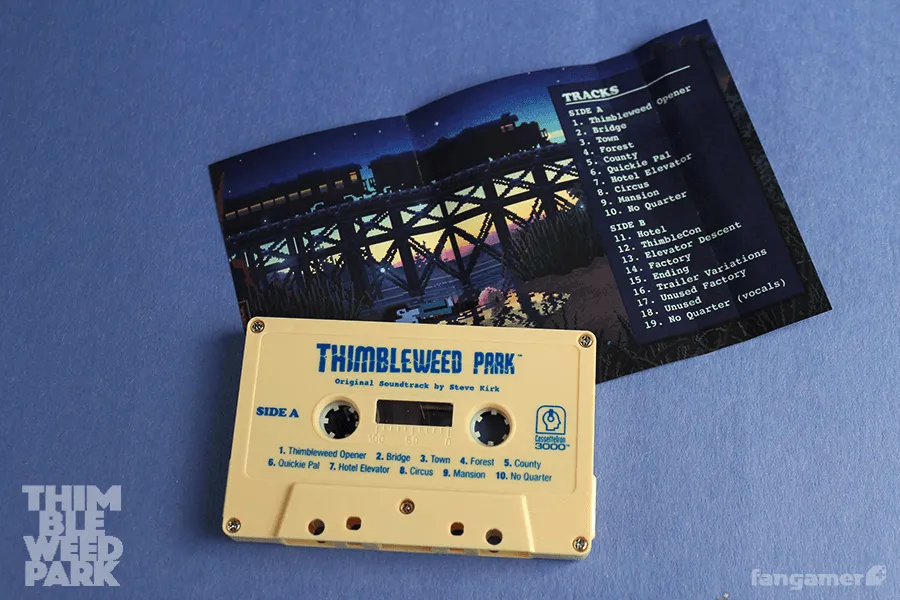 TRACKS
SIDE A
1. Thimbleweed Opener
2. Bridge
3. Town
4. Forest
5. County
6. Quickie Pal
7. Hotel Elevator
8. Circus
9. Mansion
10. No Quarter
SIDE B
11. Hotel
12. ThimbleCon
13. Elevator Descent
14. Factory
15. Ending
16. Trailer Variations
17. Unused Factory
18. Unused
19. No Quarter (vocals)
THIMBLEWEED PARK™
Original Soundtrack by Steve Kirk
SIDE A
100 50 0
Cassettetron
3000™
1. Thimbleweed Opener 2. Bridge 3. Town 4. Forest 5. County
6. Quickie Pal 7. Hotel Elevator 8. Circus 9. Mansion 10. No Quarter
THIM
BLE
WEED
PARK
fangamer